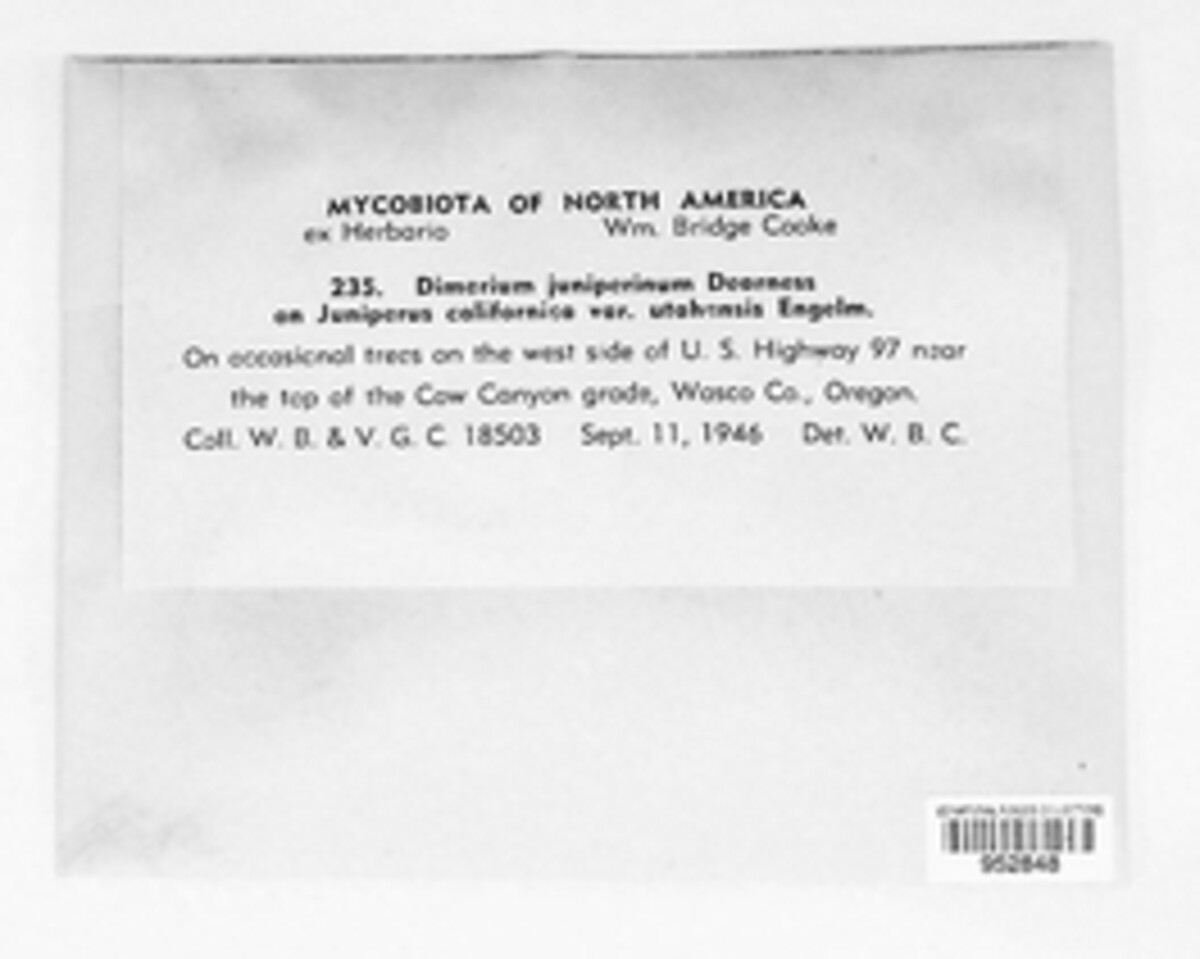 MYCOBIOTA OF NORTH AMERICA
ex Herbario Wm. Bridge Cooke
235. Dimerium juniperinum Dearness
on Juniperus californica var. utahensis Engelm.
On occasional trees on the west side of U. S. Highway 97 near
the top of the Cow Canyon grade, Wasco Co., Oregon.
Coll. W. B. & V. G. C. 18503 Sept. 11, 1946 Det. W. B. C.
952848